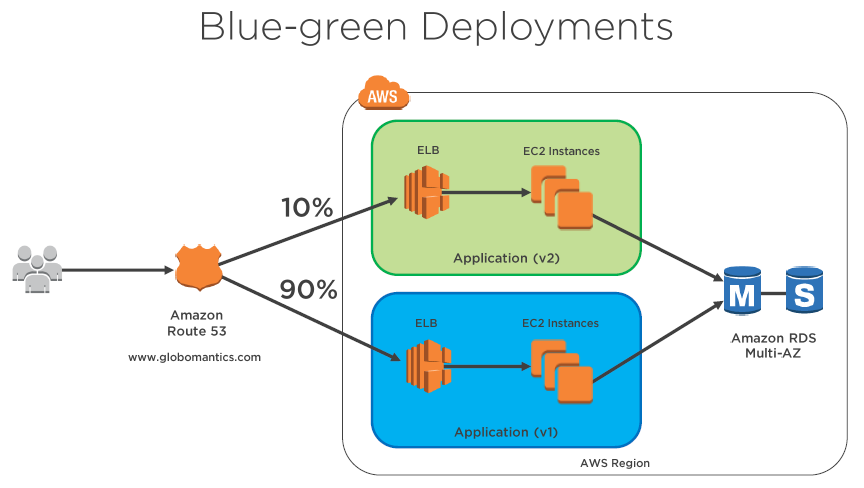 Blue-green Deployments
AWS
ELB
EC2 Instances
10%
Application (v2)
90%
Amazon
Route 53
www.globomantics.com
ELB
EC2 Instances
Application (v1)
M
S
Amazon RDS
Multi-AZ
AWS Region